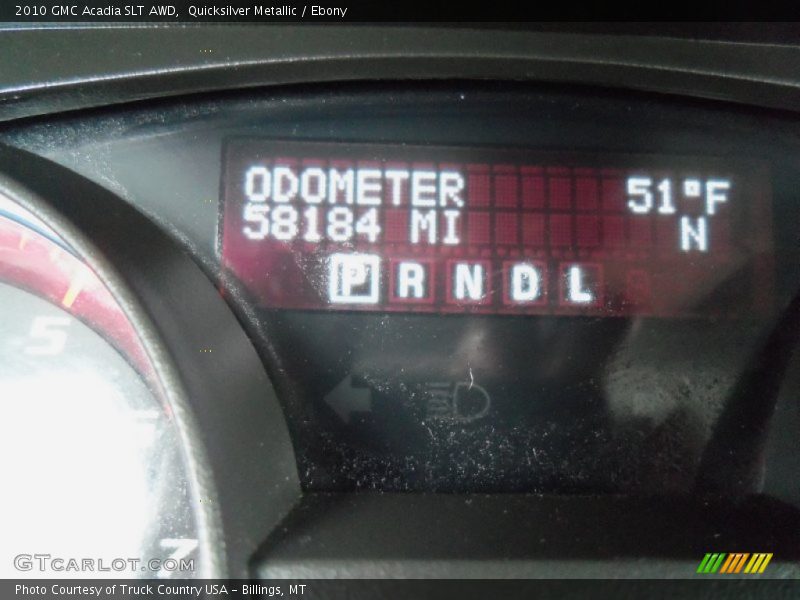 2010 GMC Acadia SLT AWD,  Quicksilver Metallic / Ebony
ODOMETER 51°F
58184 MI N
P R N D L
5
7
GTCARLOT.COM
Photo Courtesy of Truck Country USA - Billings, MT